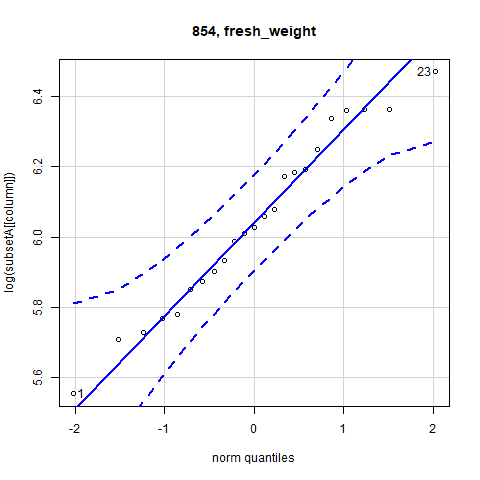 854, fresh_weight
log(subsetA[[column]])
6.4
6.2
6.0
5.8
5.6
23
1
-2 -1 0 1 2
norm quantiles